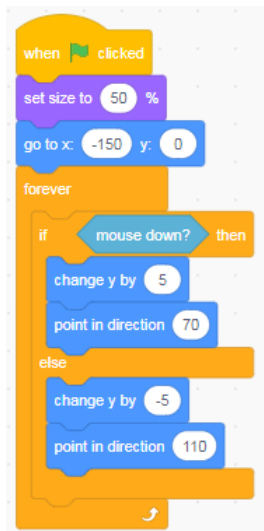 when clicked
set size to 50 %
go to x: -150 y: 0
forever
if mouse down? then
change y by 5
point in direction 70
else
change y by -5
point in direction 110